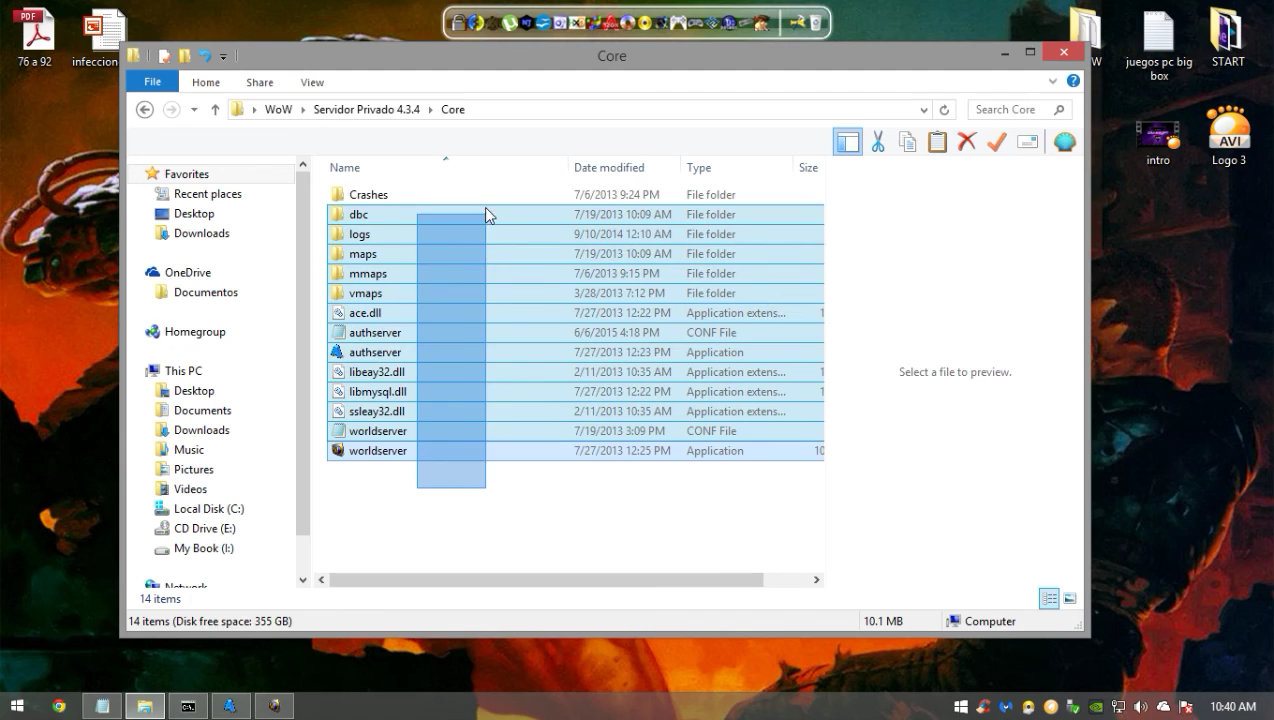 76 a 92
infeccion
W
juegos pc big
box
START
intro
Logo 3
Core
File
Home
Share
View
WoW
Servidor Privado 4.3.4
Core
Search Core
Name
Date modified
Type
Size
Crashes
7/6/2013 9:24 PM
File folder
dbc
7/19/2013 10:09 AM
File folder
logs
9/10/2014 12:10 AM
File folder
maps
7/19/2013 10:09 AM
File folder
mmaps
7/6/2013 9:15 PM
File folder
vmaps
3/28/2013 7:12 PM
File folder
ace.dll
7/27/2013 12:22 PM
Application extens...
1
authserver
6/6/2015 4:18 PM
CONF File
authserver
7/27/2013 12:23 PM
Application
libeay32.dll
2/11/2013 10:35 AM
Application extens...
1
libmysql.dll
7/27/2013 12:22 PM
Application extens...
1
ssleay32.dll
2/11/2013 10:35 AM
Application extens...
worldserver
7/19/2013 3:09 PM
CONF File
worldserver
7/27/2013 12:25 PM
Application
10
Favorites
Recent places
Desktop
Downloads
OneDrive
Documentos
Homegroup
This PC
Desktop
Documents
Downloads
Music
Pictures
Videos
Local Disk (C:)
CD Drive (E:)
My Book (I:)
Network
Select a file to preview.
14 items
14 items (Disk free space: 355 GB)
10.1 MB
Computer
10:40 AM
PDF
AVI